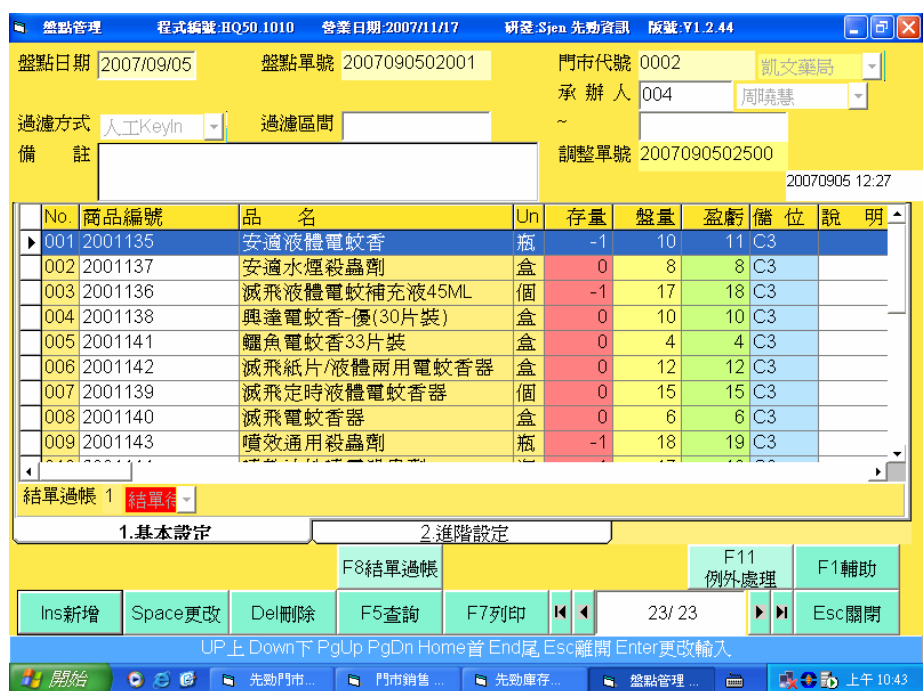 盤點管理 程式編號:HQ50.1010 營業日期:2007/11/17 研發:Sjen 先勁資訊 版號:V1.2.44
盤點日期 2007/09/05 盤點單號 2007090502001 門市代號 0002 凱文藥局
承辦人 004 周曉慧
過濾方式 人工KeyIn 過濾區間 ~
備註 調整單號 2007090502500
20070905 12:27
No. 商品編號 品名 Un 存量 盤量 盈虧 儲位 說明
001 2001135 安適液體電蚊香 瓶 -1 10 11 C3
002 2001137 安適水煙殺蟲劑 盒 0 8 8 C3
003 2001136 滅飛液體電蚊補充液45ML 個 -1 17 18 C3
004 2001138 興達電蚊香-優(30片裝) 盒 0 10 10 C3
005 2001141 鱷魚電蚊香33片裝 盒 0 4 4 C3
006 2001142 滅飛紙片/液體兩用電蚊香器 盒 0 12 12 C3
007 2001139 滅飛定時液體電蚊香器 個 0 15 15 C3
008 2001140 滅飛電蚊香器 盒 0 6 6 C3
009 2001143 噴效通用殺蟲劑 瓶 -1 18 19 C3
結單過帳 1 結單
1.基本設定 2.進階設定
F8結單過帳 F11例外處理 F1輔助
Ins新增 Space更改 Del刪除 F5查詢 F7列印 23/ 23 Esc關閉
UP上 Down下 PgUp PgDn Home首 End尾 Esc離開 Enter更改輸入
開始 先勁門市... 門市銷售 ... 先勁庫存... 盤點管理 ... 上午 10:43